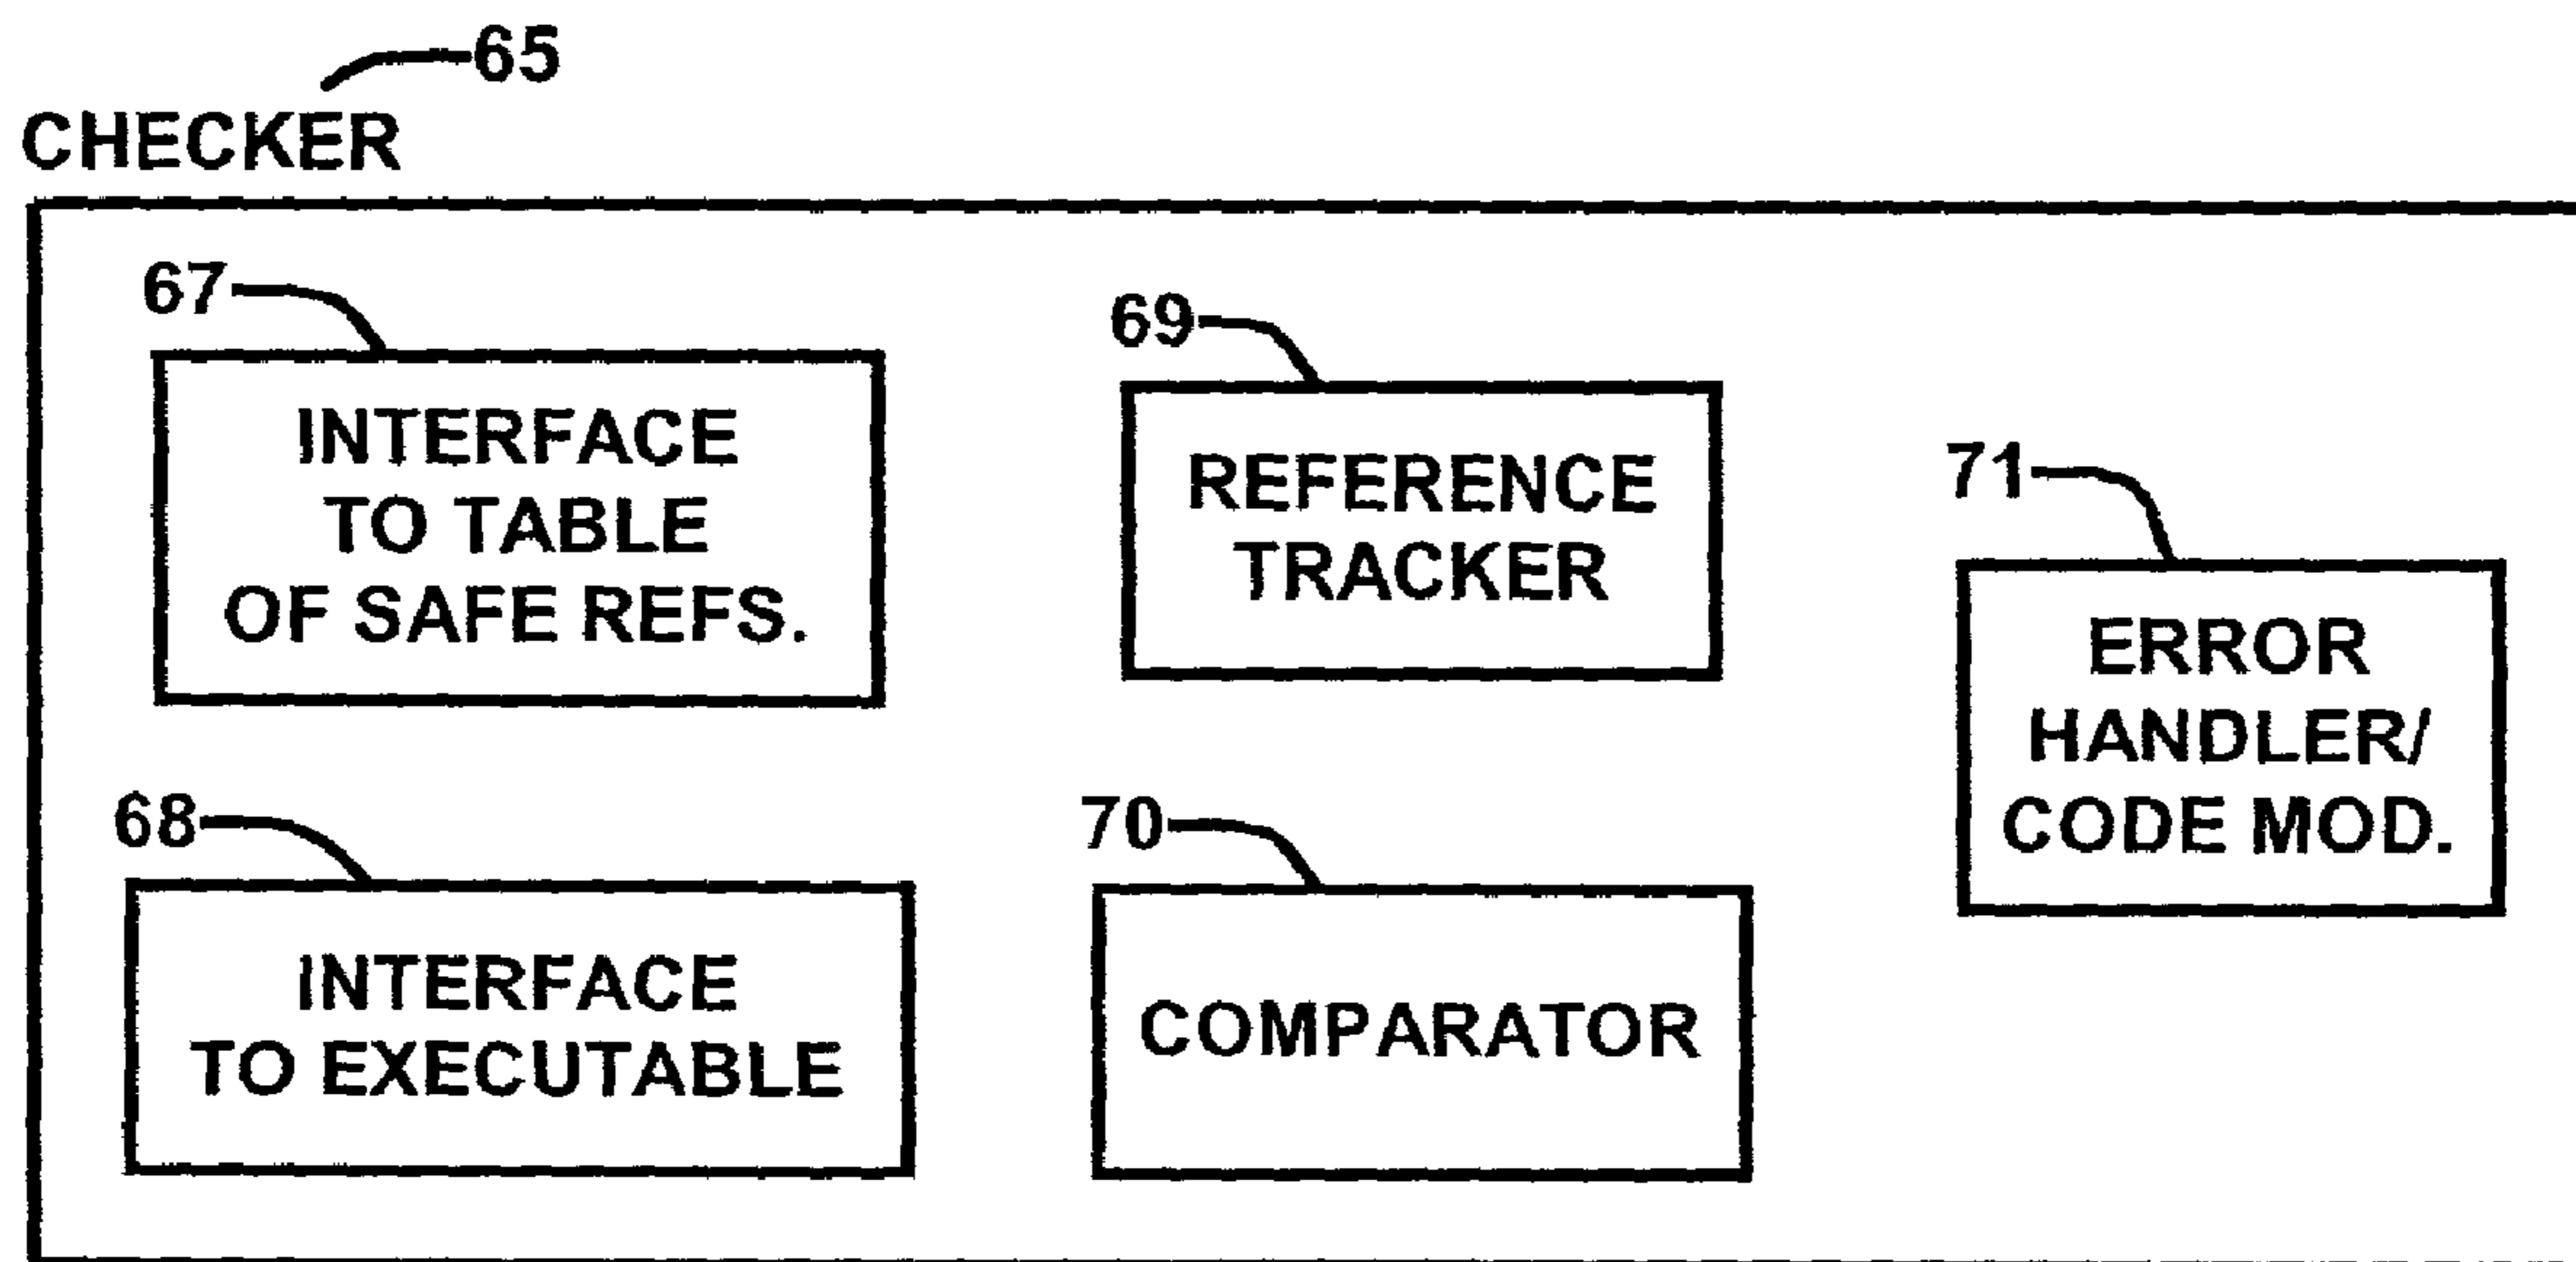 65
CHECKER
67
INTERFACE
TO TABLE
OF SAFE REFS.
69
REFERENCE
TRACKER
71
ERROR
HANDLER/
CODE MOD.
68
INTERFACE
TO EXECUTABLE
70
COMPARATOR